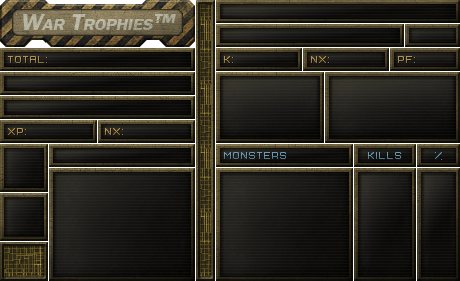 War Trophies™
TOTAL:
XP: NX:
K: NX: PF:
MONSTERS KILLS %